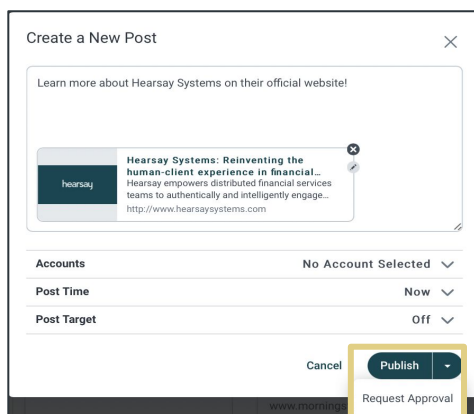 Create a New Post
Learn more about Hearsay Systems on their official website!
hearsay
Hearsay Systems: Reinventing the
human-client experience in financial...
Hearsay empowers distributed financial services
teams to authentically and intelligently engage...
http://www.hearsaysystems.com
Accounts No Account Selected
Post Time Now
Post Target Off
Cancel Publish
Request Approval
www.mornings